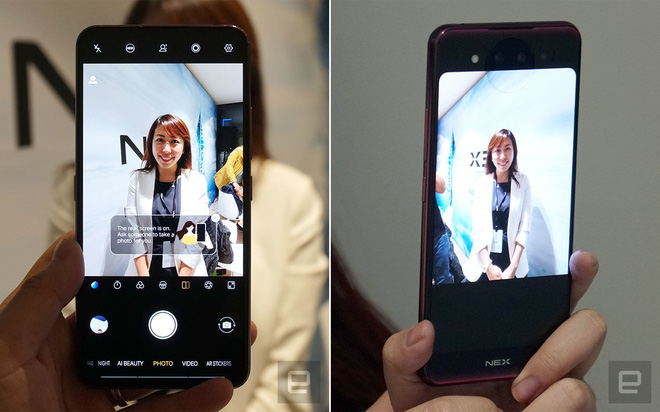 N
The rear screen is on.
Ask someone to take a
photo for you.
NIGHT AI BEAUTY PHOTO VIDEO AR STICKERS
e
NEX
NEX
e